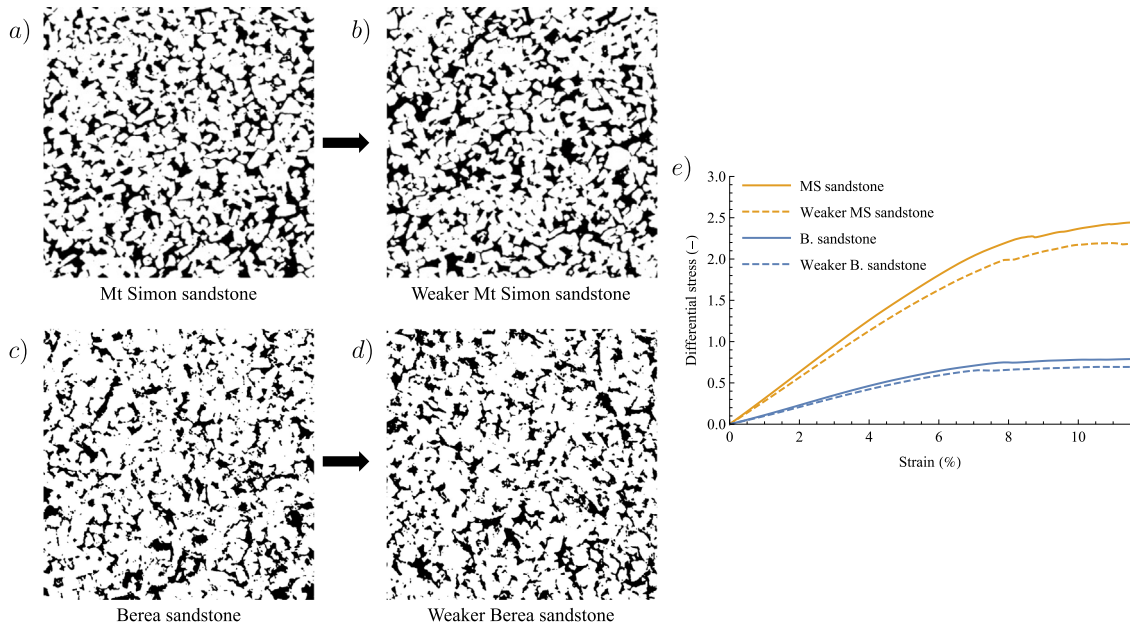 a)
b)
Mt Simon sandstone
Weaker Mt Simon sandstone
c)
d)
Berea sandstone
Weaker Berea sandstone
e)
3.0
2.5
2.0
1.5
1.0
0.5
0.0
Differential stress (−)
MS sandstone
Weaker MS sandstone
B. sandstone
Weaker B. sandstone
0 2 4 6 8 10
Strain (%)